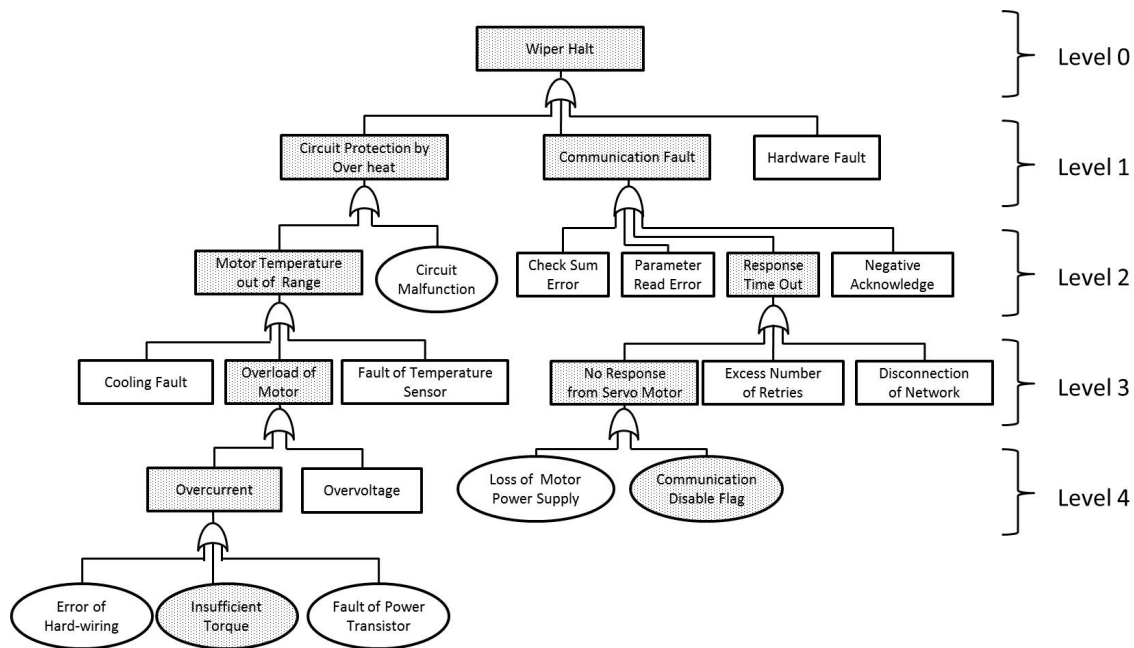 Wiper Halt
Level 0
Circuit Protection by
Over heat
Communication Fault
Hardware Fault
Level 1
Motor Temperature
out of Range
Circuit
Malfunction
Check Sum
Error
Parameter
Read Error
Response
Time Out
Negative
Acknowledge
Level 2
Cooling Fault
Overload of
Motor
Fault of Temperature
Sensor
No Response
from Servo Motor
Excess Number
of Retries
Disconnection
of Network
Level 3
Overcurrent
Overvoltage
Loss of Motor
Power Supply
Communication
Disable Flag
Level 4
Error of
Hard-wiring
Insufficient
Torque
Fault of Power
Transistor